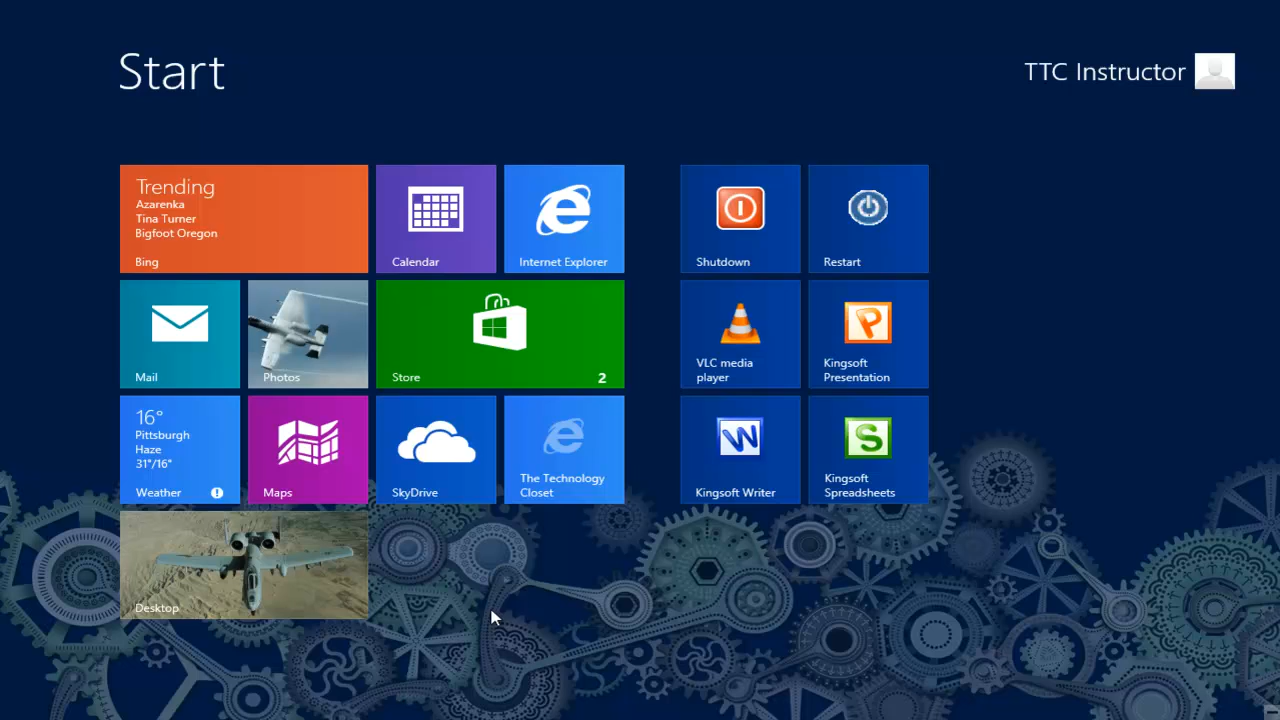 Start
TTC Instructor
Trending
Azarenka
Tina Turner
Bigfoot Oregon
Bing
Calendar
Internet Explorer
Shutdown
Restart
Mail
Photos
Store
2
VLC media
player
Kingsoft
Presentation
16°
Pittsburgh
Haze
31°/16°
Weather
Maps
SkyDrive
The Technology
Closet
Kingsoft Writer
Kingsoft
Spreadsheets
Desktop